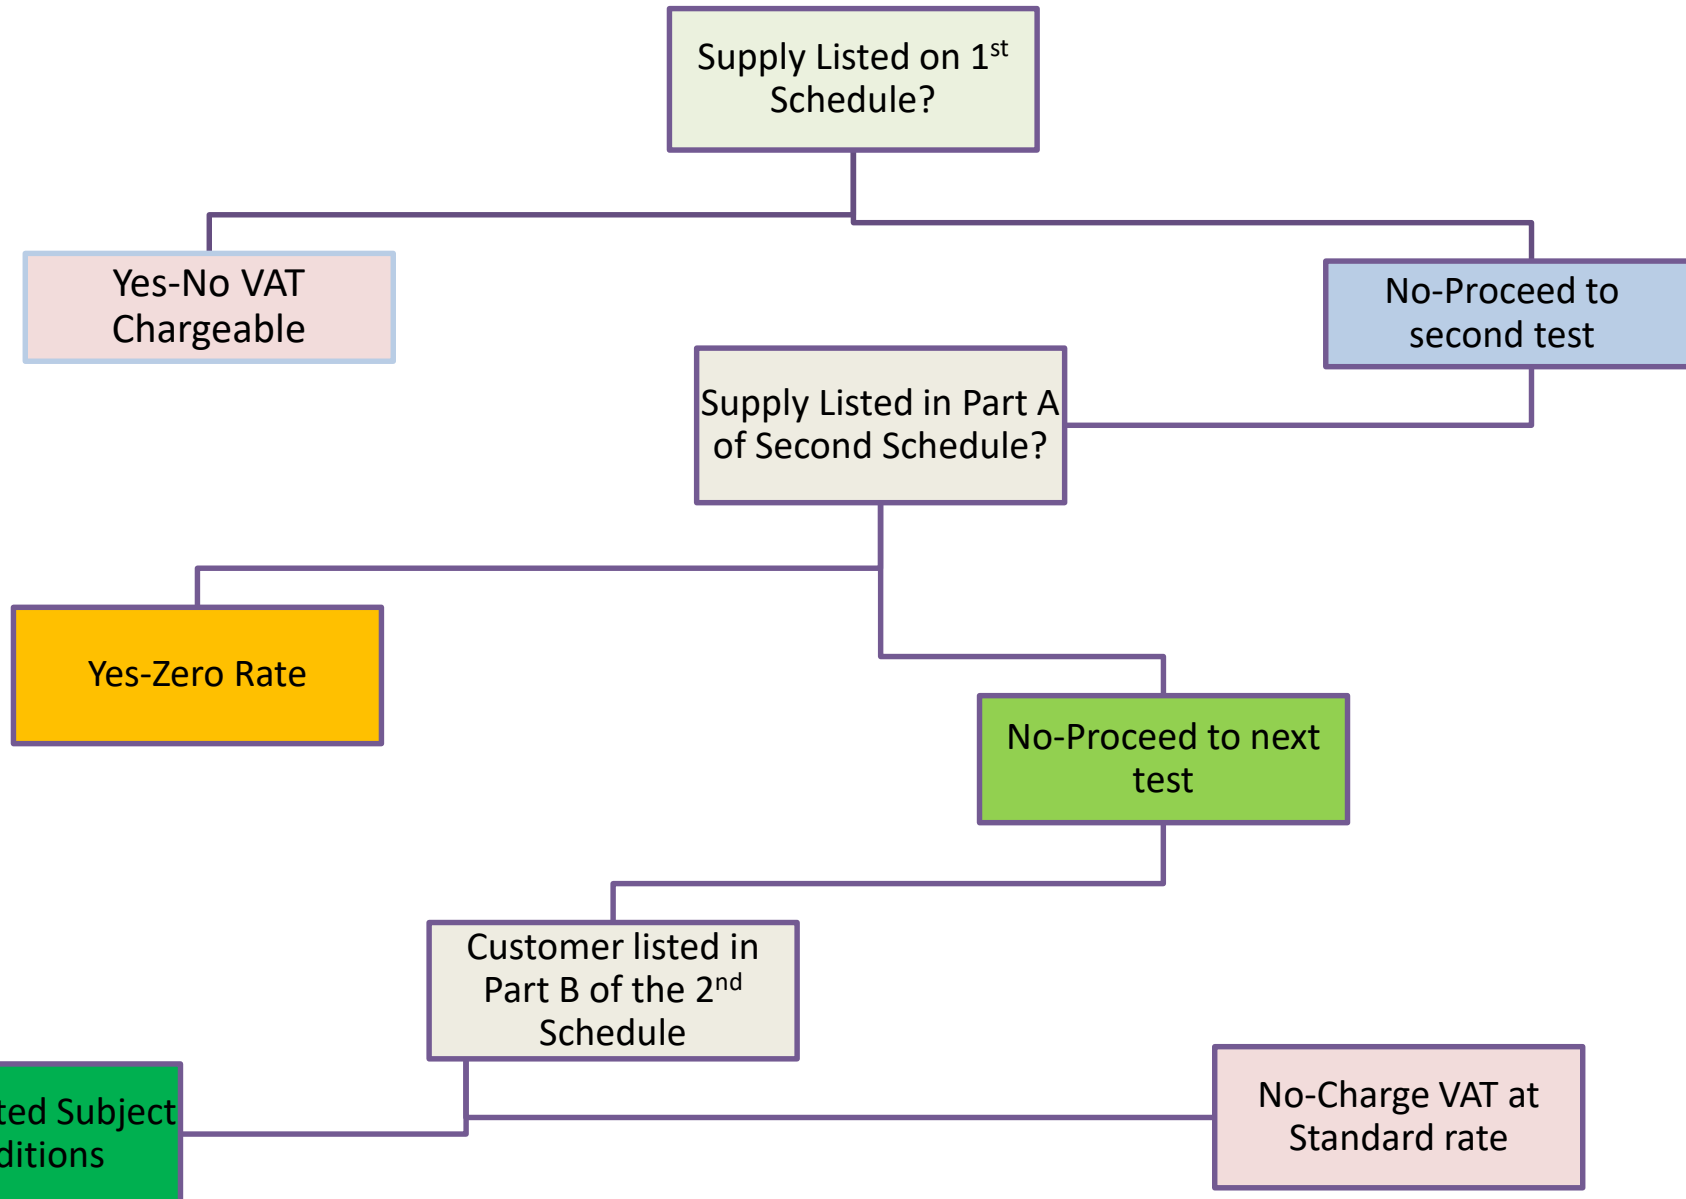 Supply Listed on 1st
Schedule?
Yes-No VAT
Chargeable
No-Proceed to
second test
Supply Listed in Part A
of Second Schedule?
Yes-Zero Rate
No-Proceed to next
test
Customer listed in
Part B of the 2nd
Schedule
Subject
No-Charge VAT at
Standard rate